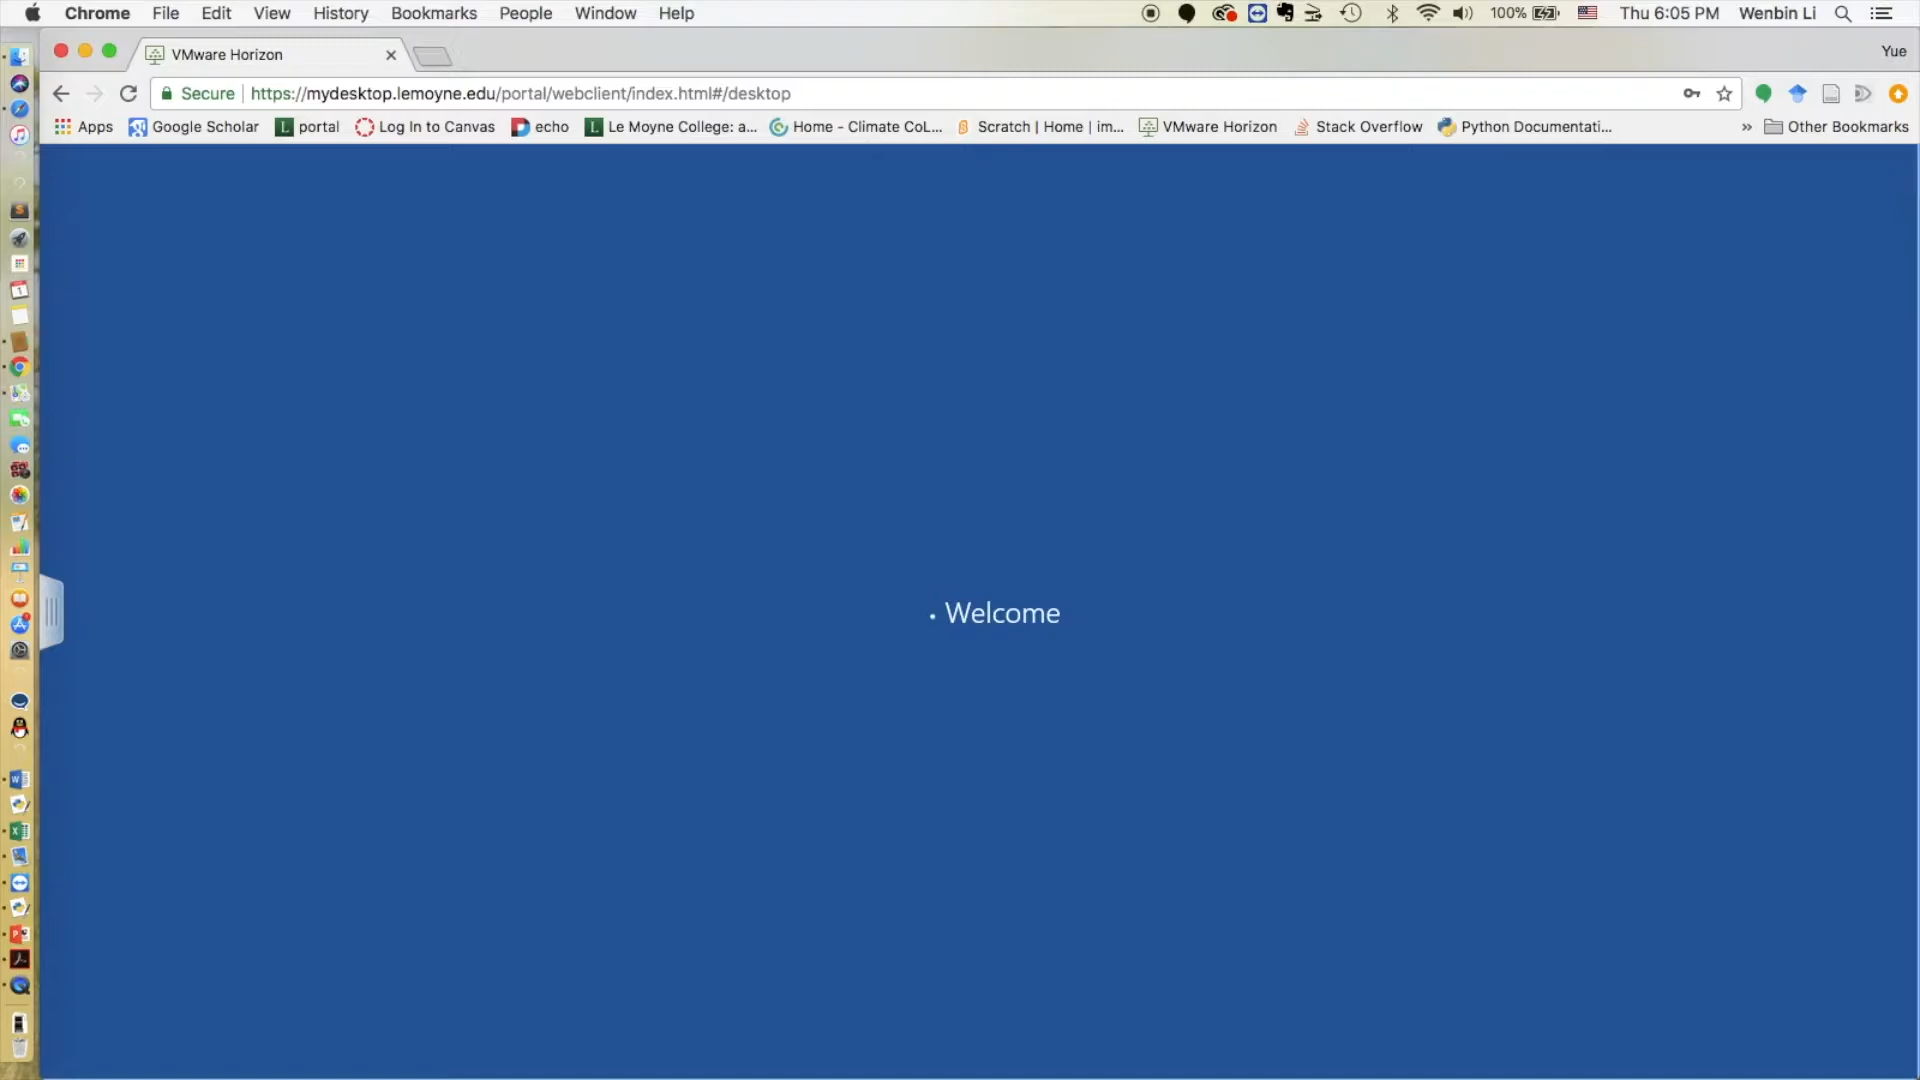 Chrome File Edit View History Bookmarks People Window Help 100% Thu 6:05 PM Wenbin Li
VMware Horizon Yue
Secure https://mydesktop.lemoyne.edu/portal/webclient/index.html#/desktop
Apps Google Scholar portal Log In to Canvas echo Le Moyne College: a... Home - Climate CoL... Scratch | Home | im... VMware Horizon Stack Overflow Python Documentati... » Other Bookmarks
Welcome